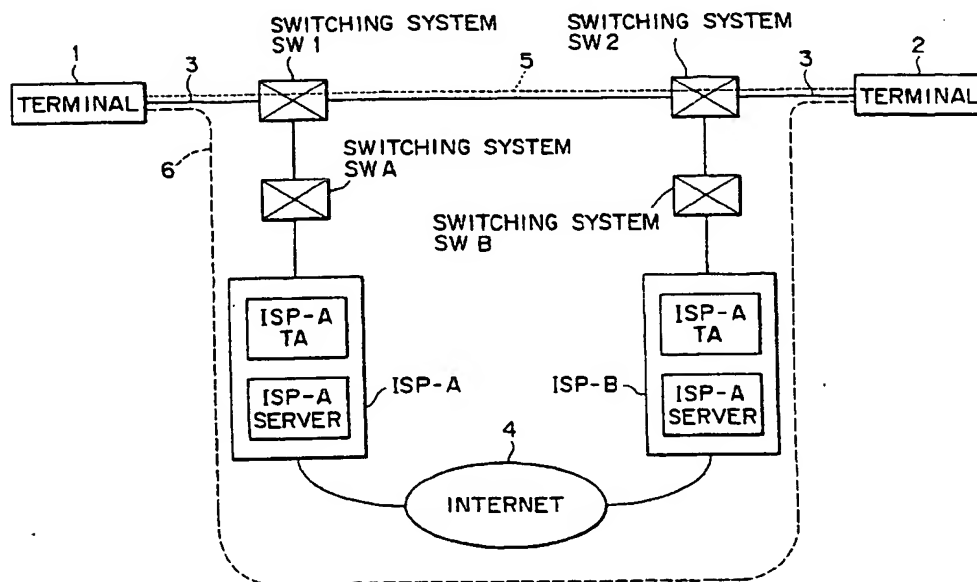 SWITCHING SYSTEM
SW 1
SWITCHING SYSTEM
SW 2
1
3
5
3
2
TERMINAL
TERMINAL
6
SWITCHING SYSTEM
SW A
SWITCHING SYSTEM
SW B
ISP-A
TA
ISP-A
SERVER
ISP-A
ISP-B
ISP-A
TA
ISP-A
SERVER
4
INTERNET